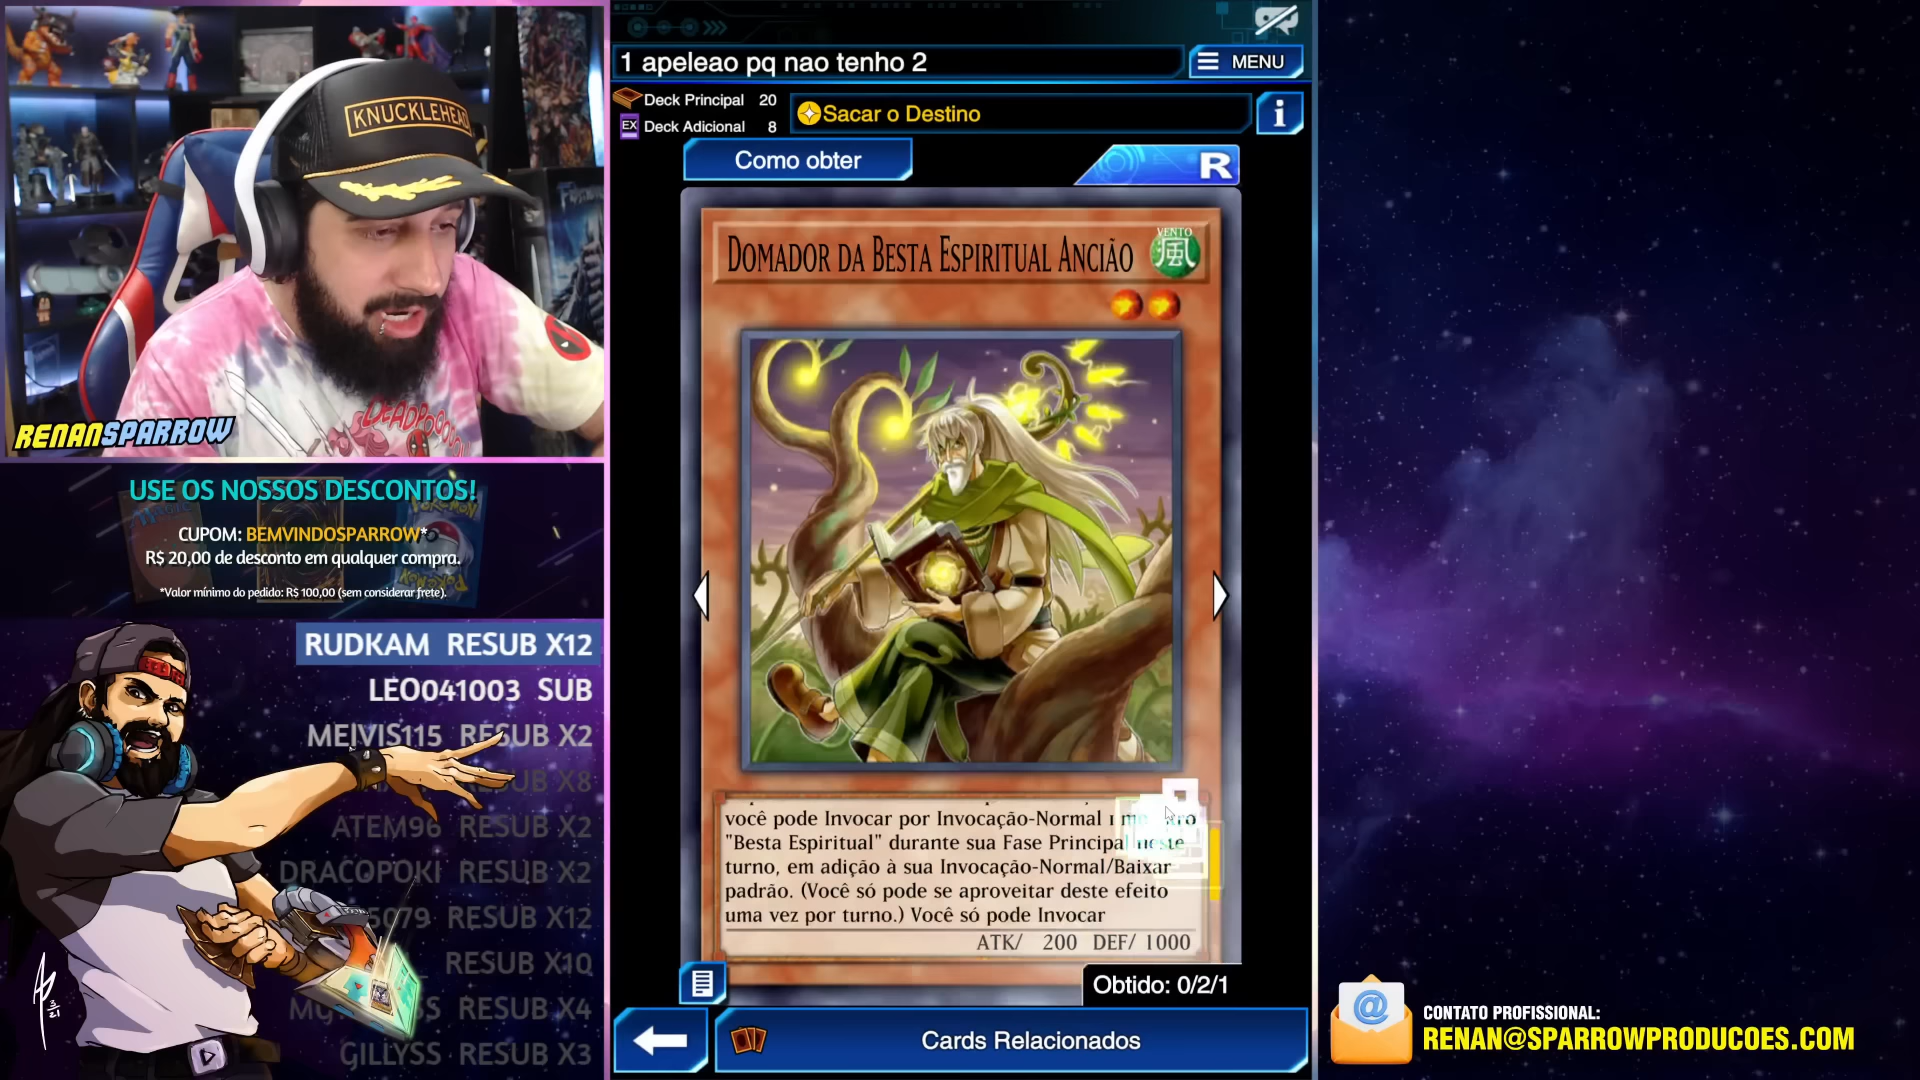 KNUCKLEHEAD
DEADPOOL
RENANSPARROW
USE OS NOSSOS DESCONTOS!
CUPOM: BEMVINDOSPARROW*
R$ 20,00 de desconto em qualquer compra.
*Valor mínimo do pedido: R$ 100,00 (sem considerar frete).
RUDKAM RESUB X12
LEO041003 SUB
MEIVIS115 RESUB X2
UB X8
ATEM96 RESUB X2
DRACOPOKI RESUB X2
5079 RESUB X12
RESUB X10
RESUB X4
GILLYSS RESUB X3
1 apeleao pq nao tenho 2
MENU
Deck Principal 20
EX Deck Adicional 8
Sacar o Destino
i
Como obter
R
DOMADOR DA BESTA ESPIRITUAL ANCIÃO
VENTO
風
você pode Invocar por Invocação-Normal
"Besta Espiritual" durante sua Fase Principal neste
turno, em adição à sua Invocação-Normal/Baixar
padrão. (Você só pode se aproveitar deste efeito
uma vez por turno.) Você só pode Invocar
ATK/ 200 DEF/ 1000
Obtido: 0/2/1
Cards Relacionados
@
CONTATO PROFISSIONAL:
RENAN@SPARROWPRODUCOES.COM